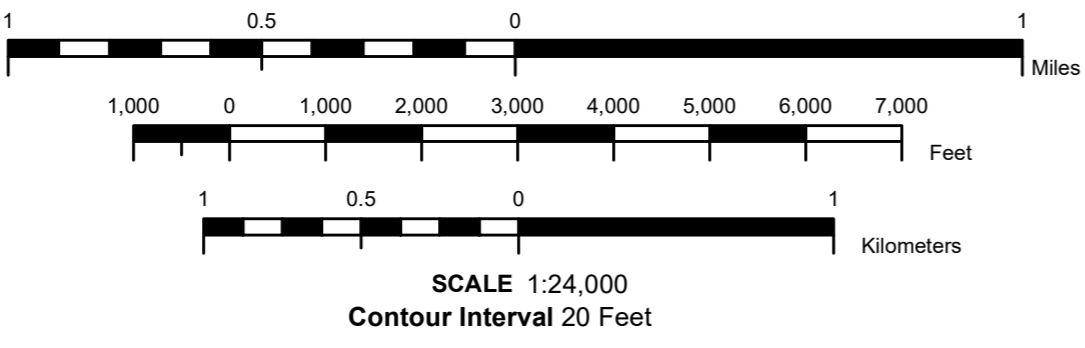 1 0.5 0 1
Miles
1,000 0 1,000 2,000 3,000 4,000 5,000 6,000 7,000
Feet
1 0.5 0 1
Kilometers
SCALE 1:24,000
Contour Interval 20 Feet